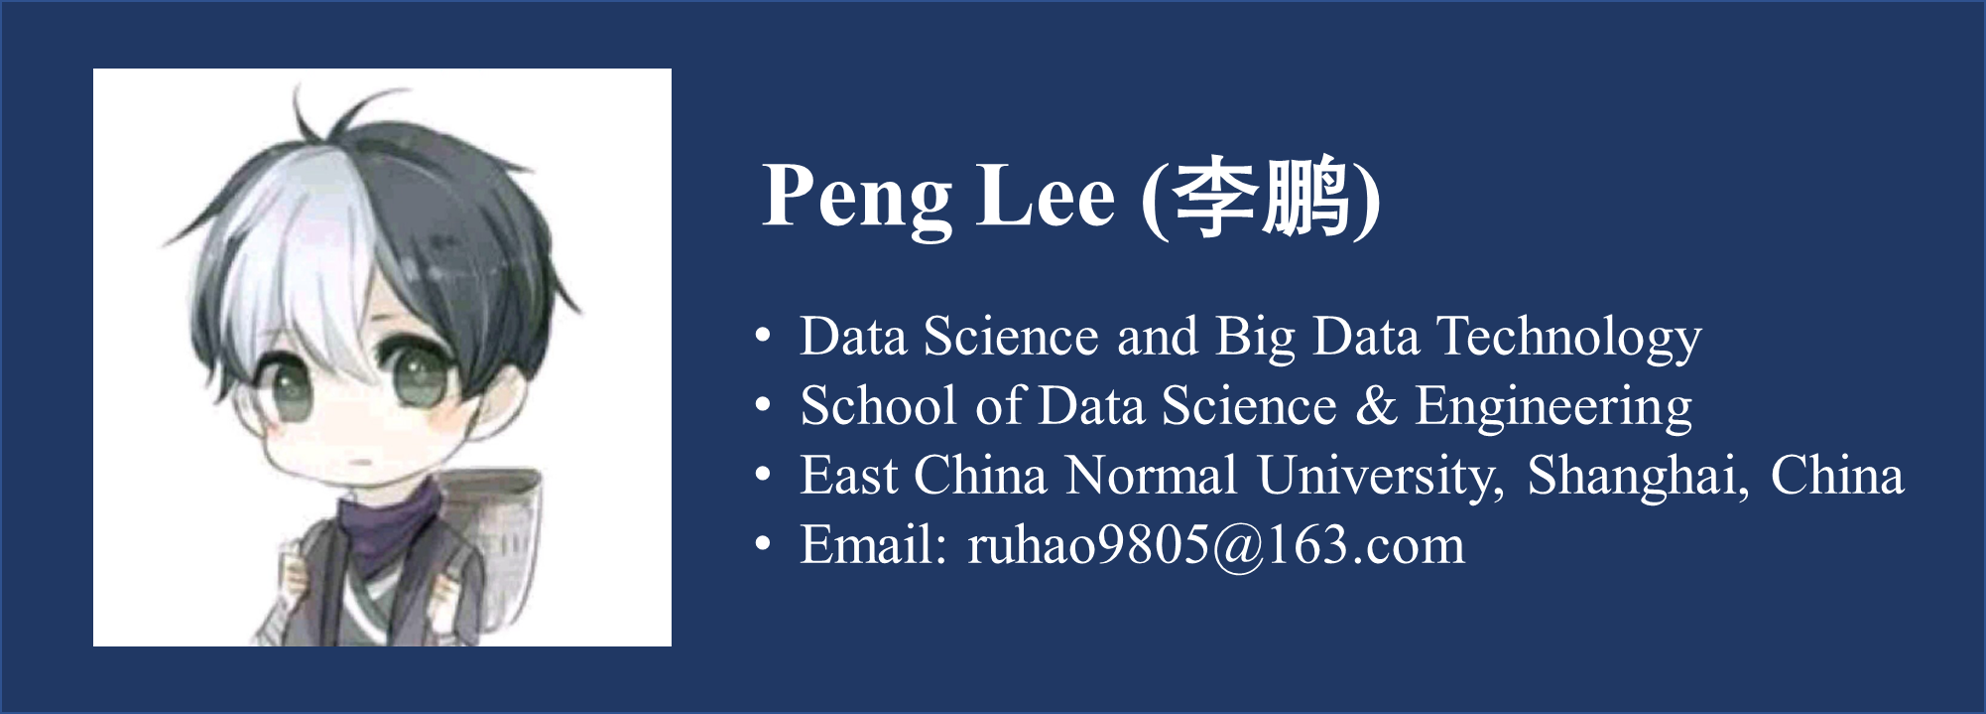 Peng Lee (李鹏)
• Data Science and Big Data Technology
• School of Data Science & Engineering
• East China Normal University, Shanghai, China
• Email: ruhao9805@163.com